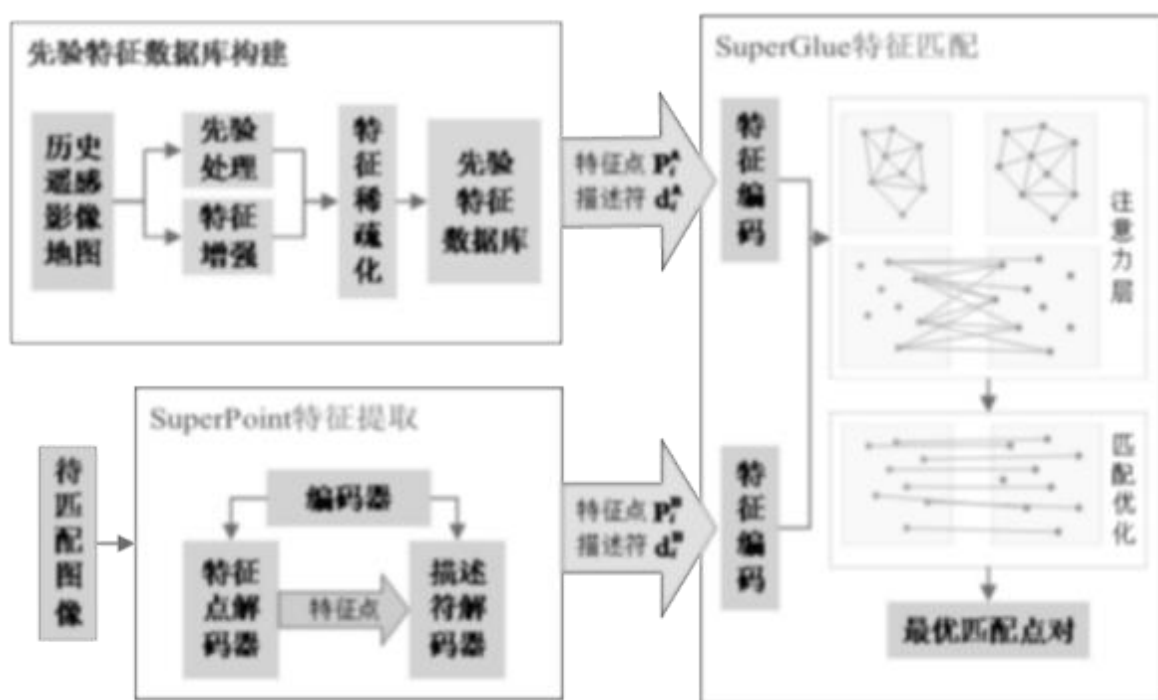 先验特征数据库构建
历史
遥感
影像
地图
先验
处理
特征
增强
特
征
稀
疏
化
先验
特征
数据库
特征点 P_i^A
描述符 d_i^A
SuperPoint特征提取
待
匹
配
图
像
编码器
特征
点解
码器
特征点
描述
符解
码器
特征点 P_i^B
描述符 d_i^B
SuperGlue特征匹配
特
征
编
码
注
意
力
层
特
征
编
码
匹
配
优
化
最优匹配点对